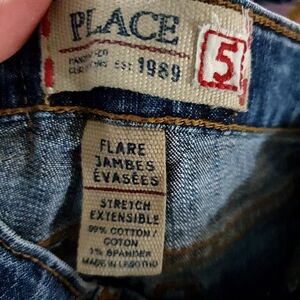 PLACE
EST 1989
5
FLARE
JAMBES
ÉVASÉES
STRETCH
EXTENSIBLE
99% COTTON/
COTON
1% SPANDEX
MADE IN LESOTHO